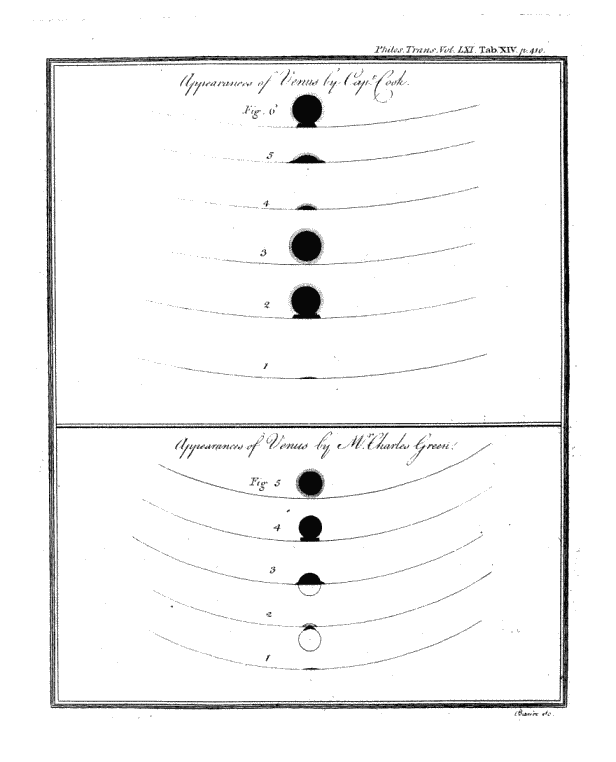 Philos. Trans. Vol. LXI. Tab. XIV. p. 410.
Appearances of Venus by Capt. Cook.
Fig. 6
5
4
3
2
1
Appearances of Venus by Mr. Charles Green.
Fig 5
4
3
2
1
sc.